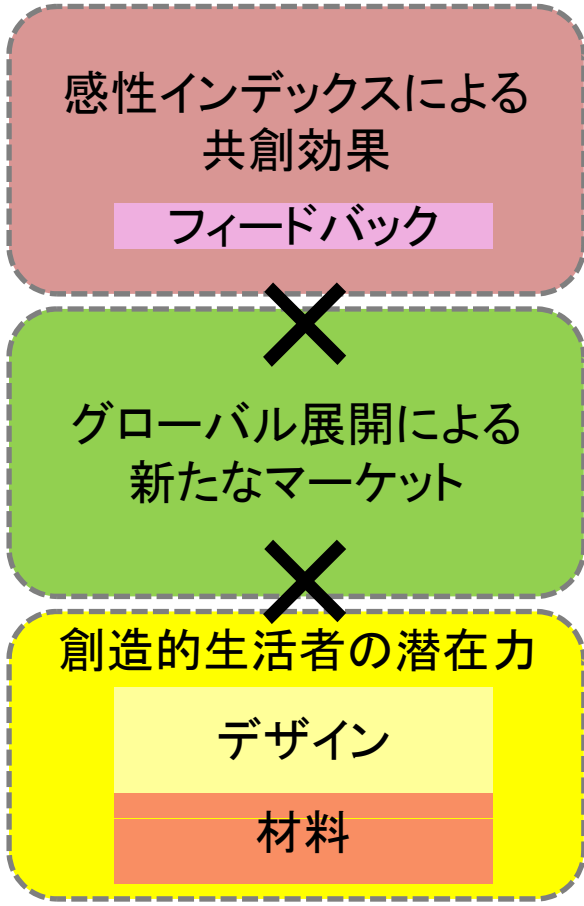 感性インデックスによる
共創効果
フィードバック
×
グローバル展開による
新たなマーケット
×
創造的生活者の潜在力
デザイン
材料